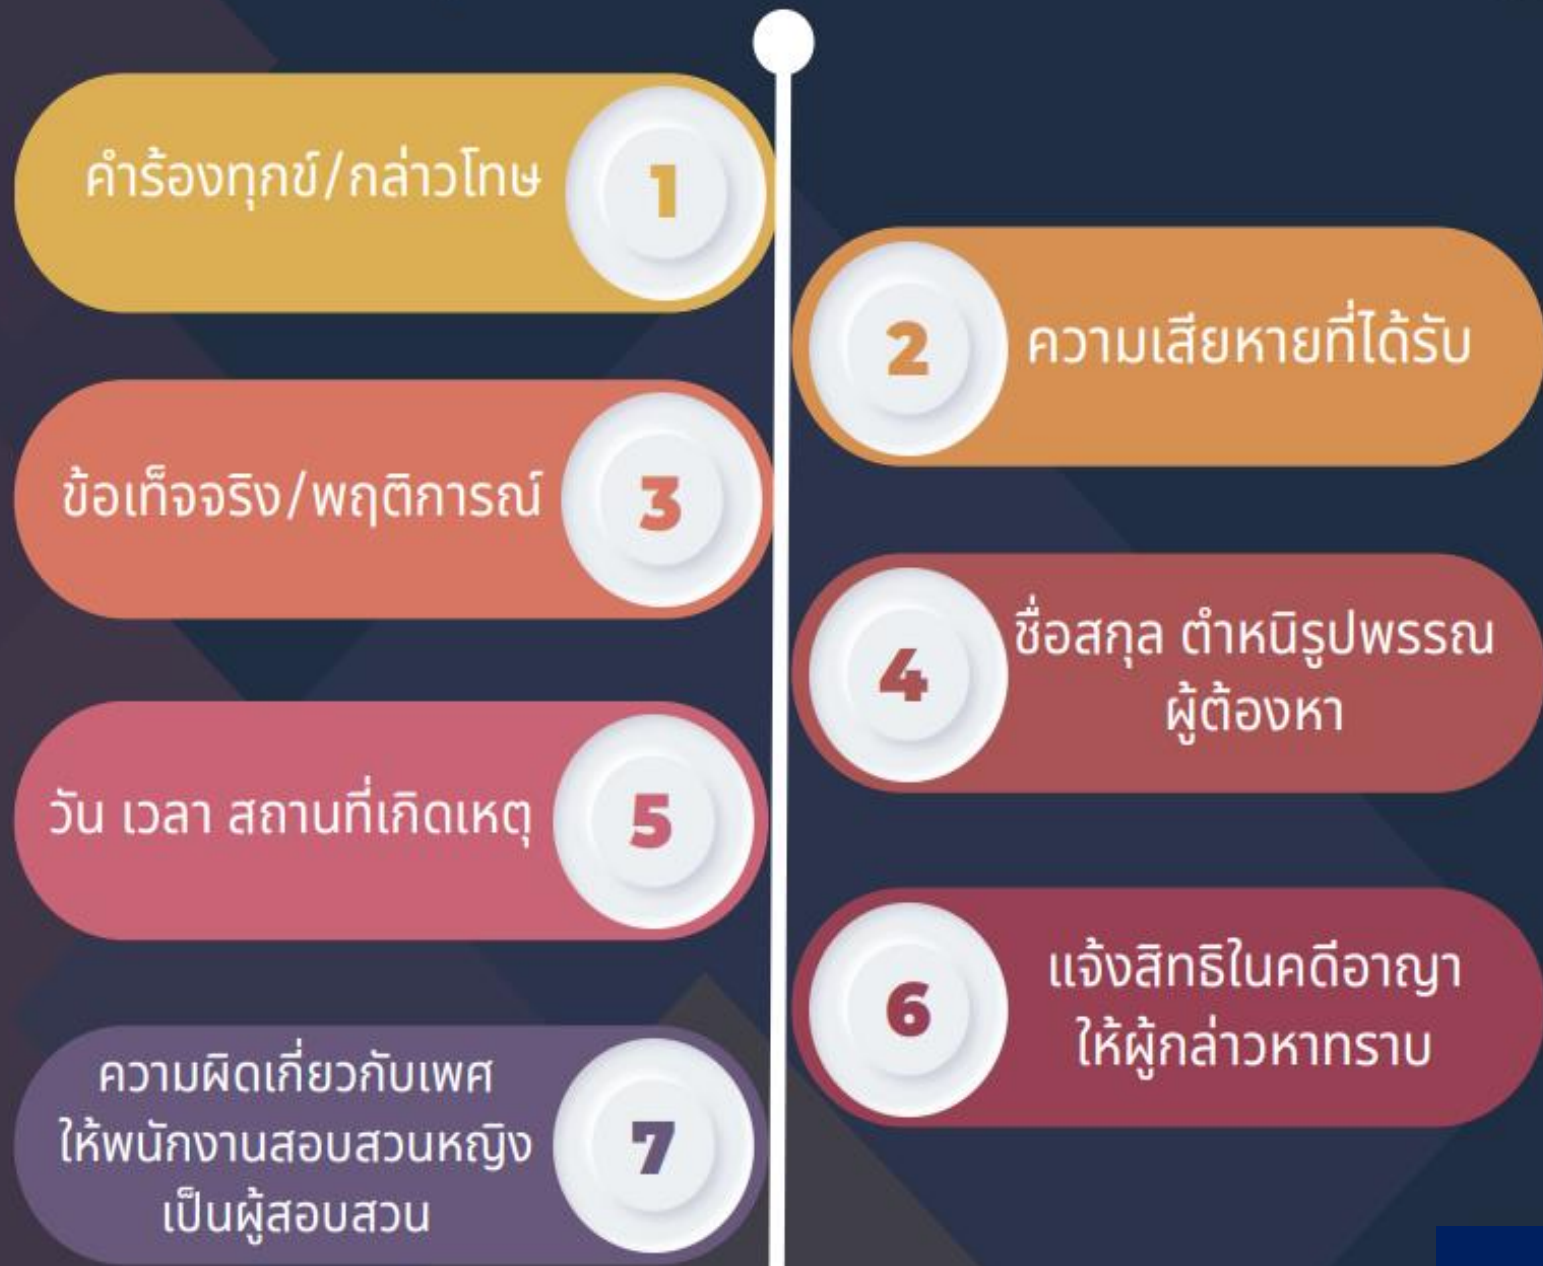 คำร้องทุกข์/กล่าวโทษ
1
2
ความเสียหายที่ได้รับ
ข้อเท็จจริง/พฤติการณ์
3
4
ชื่อสกุล ตำหนิรูปพรรณ
ผู้ต้องหา
วัน เวลา สถานที่เกิดเหตุ
5
6
แจ้งสิทธิในคดีอาญา
ให้ผู้กล่าวหาทราบ
ความผิดเกี่ยวกับเพศ
ให้พนักงานสอบสวนหญิง
เป็นผู้สอบสวน
7